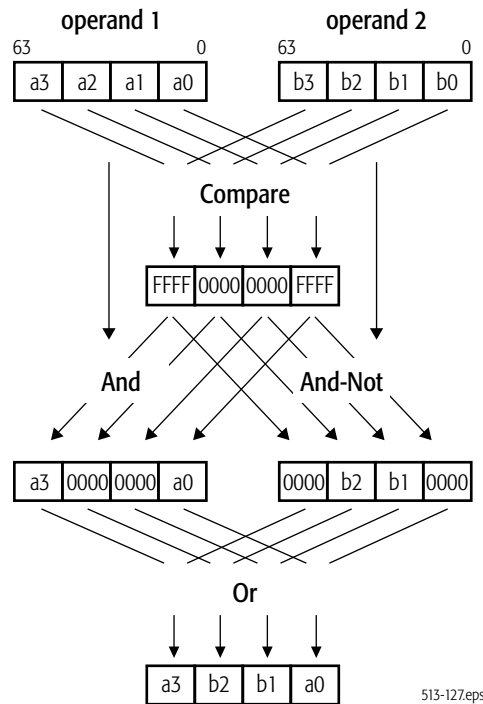 operand 1 operand 2
63 0 63 0
a3 a2 a1 a0 b3 b2 b1 b0
Compare
FFFF 0000 0000 FFFF
And And-Not
a3 0000 0000 a0 0000 b2 b1 0000
Or
a3 b2 b1 a0
513-127.eps